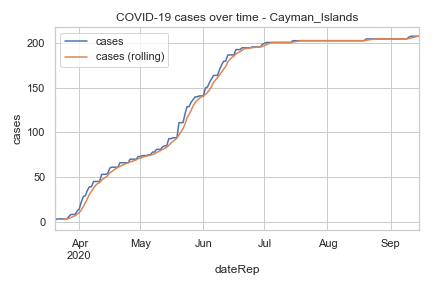 COVID-19 cases over time - Cayman_Islands
cases
cases (rolling)
200
150
100
50
0
cases
Apr May Jun Jul Aug Sep
2020
dateRep